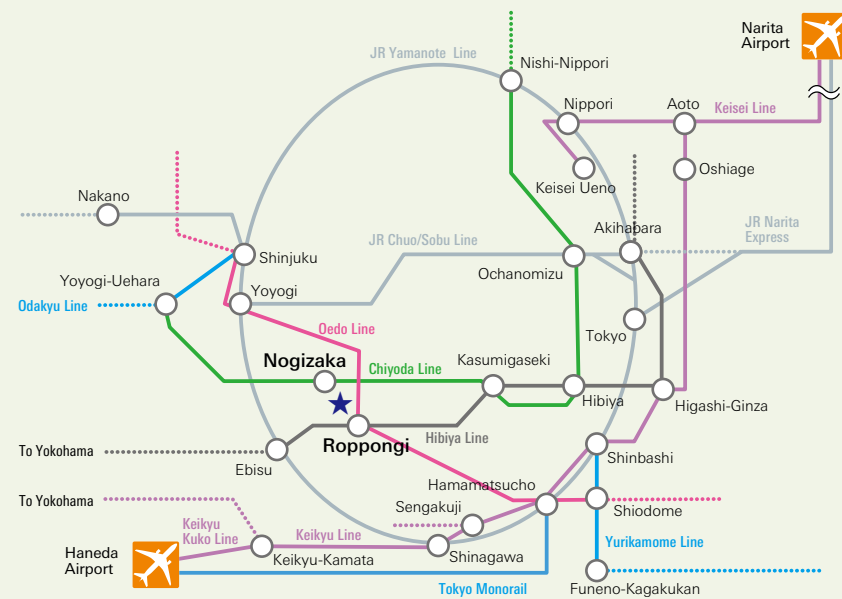 Narita
Airport
JR Yamanote Line
Nishi-Nippori
Nippori
Aoto
Keisei Line
Oshiage
Keisei Ueno
Nakano
Akihabara
JR Narita
Express
JR Chuo/Sobu Line
Shinjuku
Ochanomizu
Yoyogi-Uehara
Yoyogi
Odakyu Line
Oedo Line
Tokyo
Nogizaka
Kasumigaseki
Chiyoda Line
Hibiya
Higashi-Ginza
Roppongi
Hibiya Line
To Yokohama
Ebisu
Shinbashi
Hamamatsucho
To Yokohama
Sengakuji
Shiodome
Keikyu
Kuko Line
Keikyu Line
Yurikamome Line
Haneda
Airport
Keikyu-Kamata
Shinagawa
Tokyo Monorail
Funeno-Kagakukan